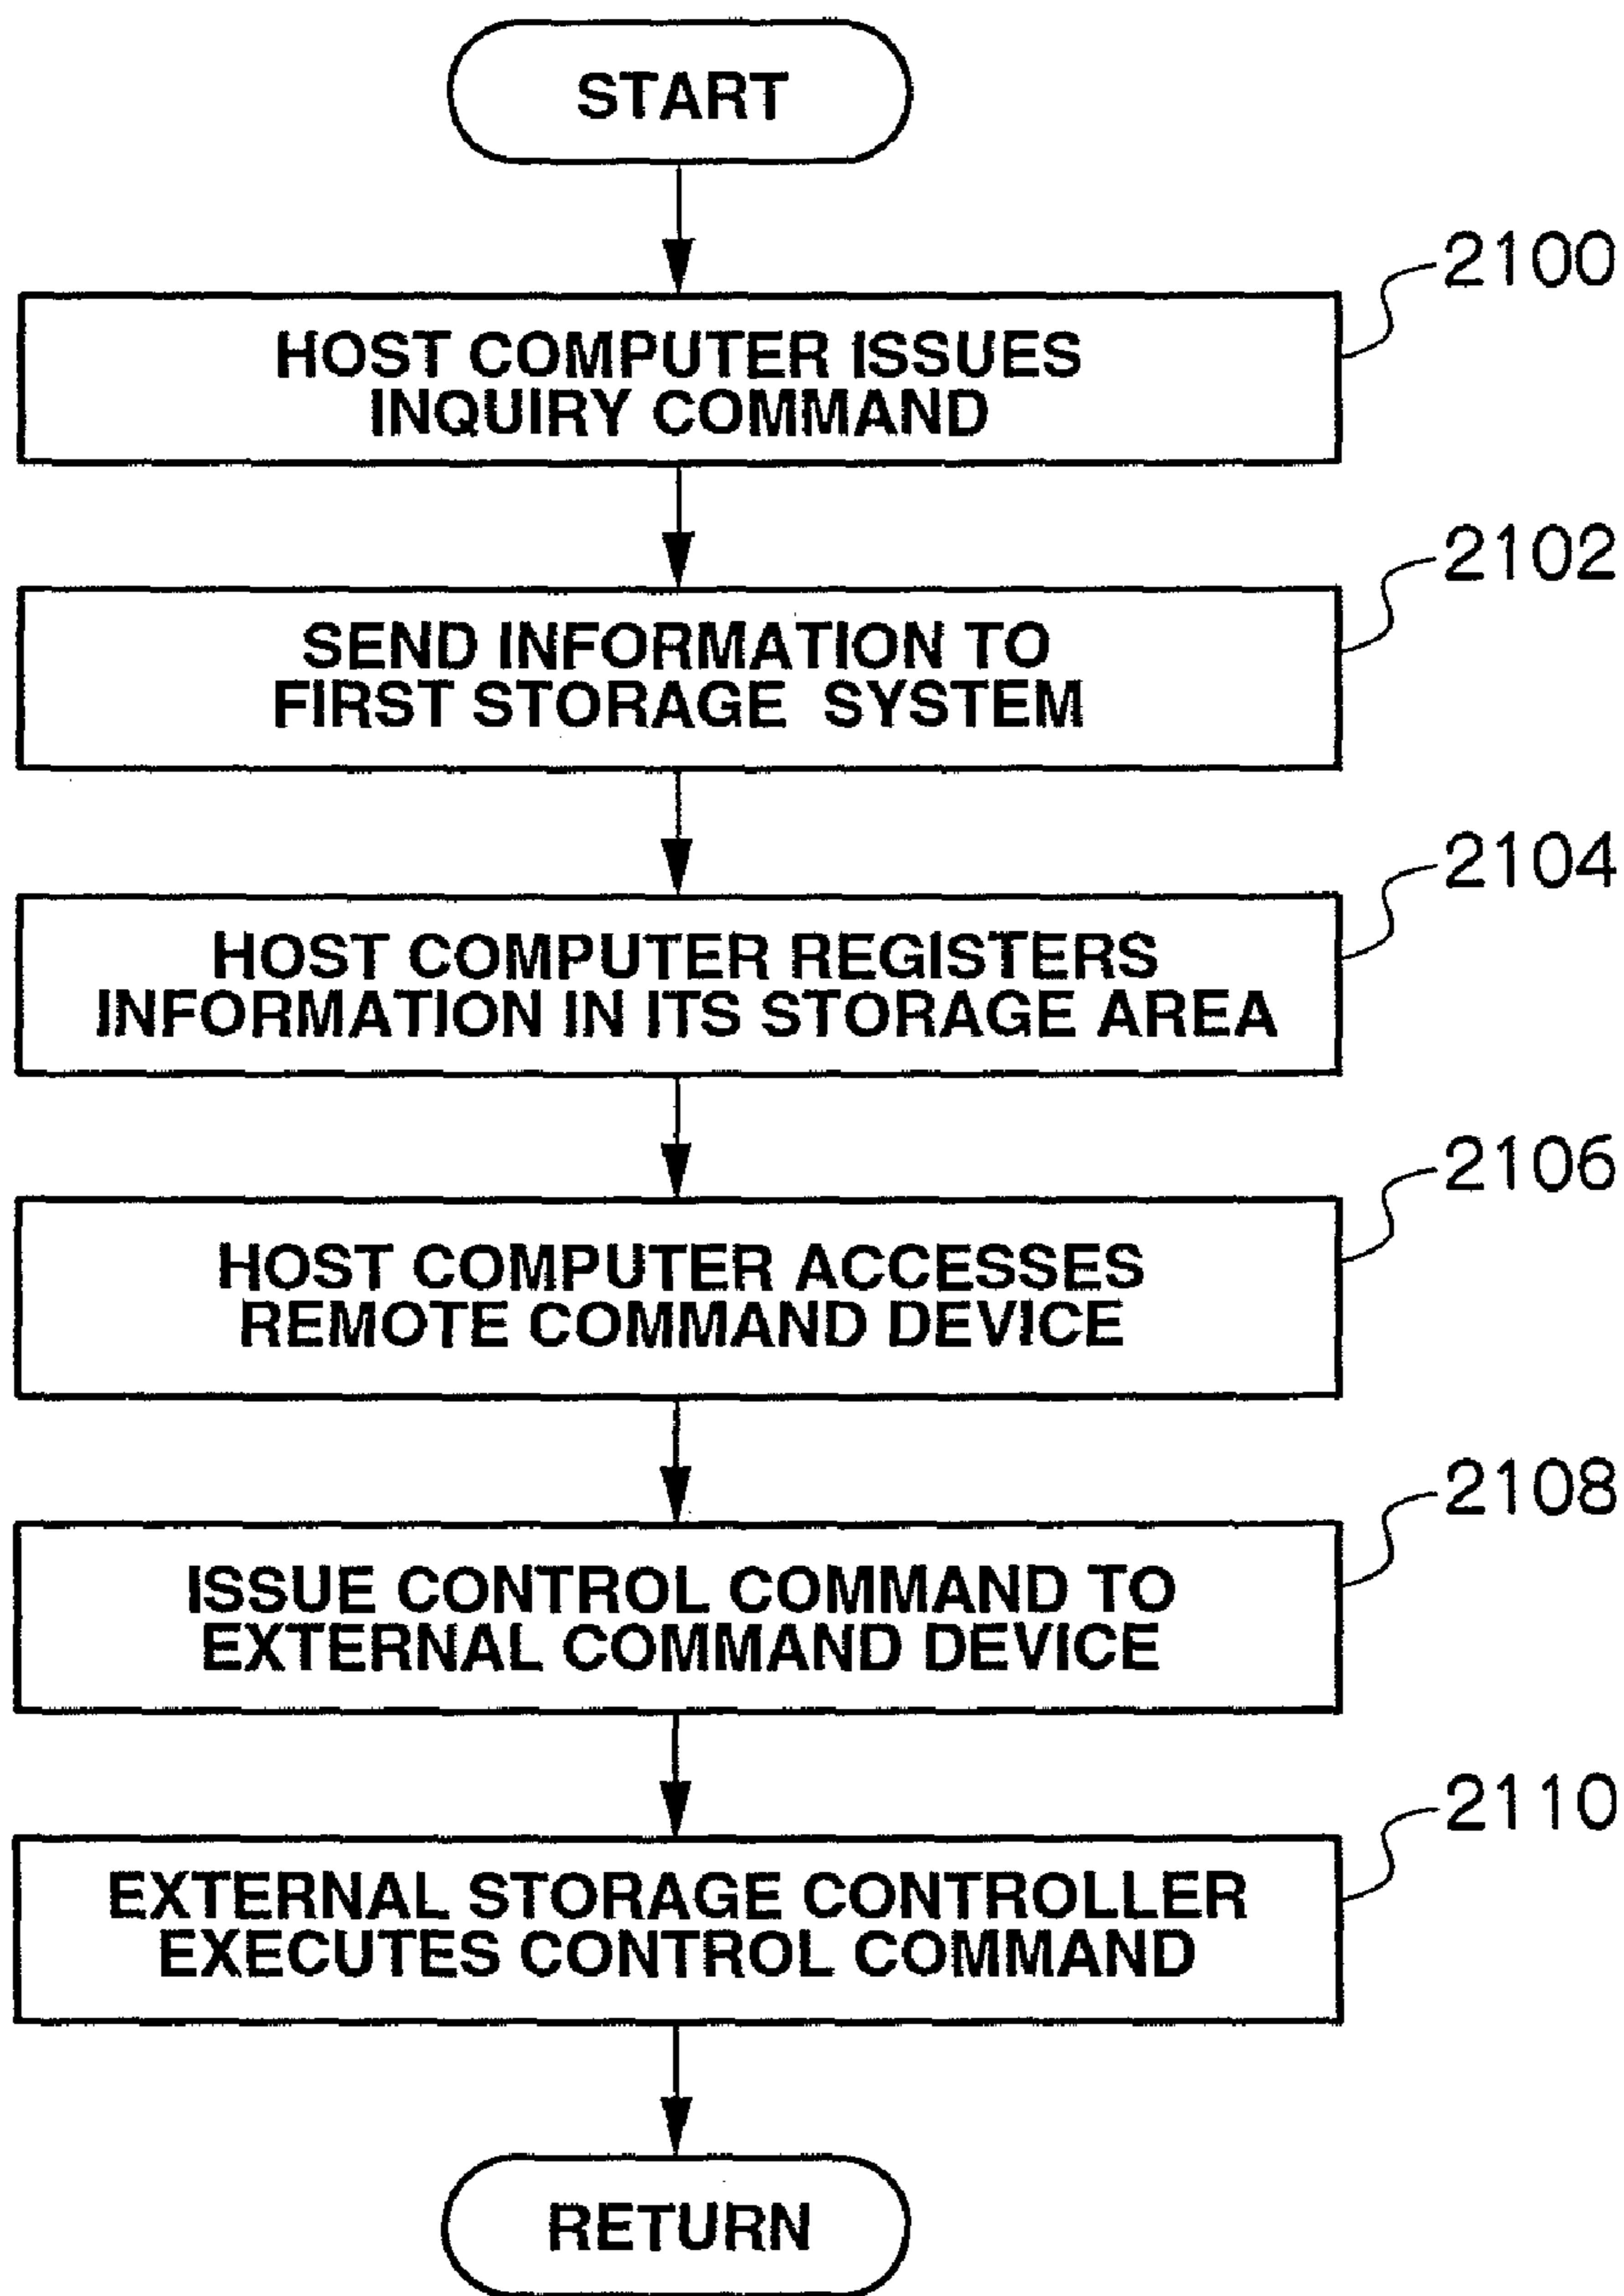 START
2100
HOST COMPUTER ISSUES
INQUIRY COMMAND
2102
SEND INFORMATION TO
FIRST STORAGE SYSTEM
2104
HOST COMPUTER REGISTERS
INFORMATION IN ITS STORAGE AREA
2106
HOST COMPUTER ACCESSES
REMOTE COMMAND DEVICE
2108
ISSUE CONTROL COMMAND TO
EXTERNAL COMMAND DEVICE
2110
EXTERNAL STORAGE CONTROLLER
EXECUTES CONTROL COMMAND
RETURN